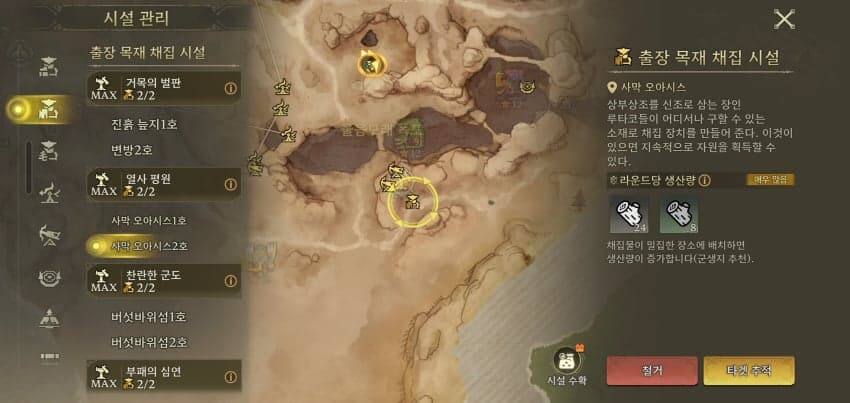 시설 관리
출장 목재 채집 시설
거목의 벌판
MAX 2/2
진흙 늪지1호
변방2호
열사 평원
MAX 2/2
사막 오아시스1호
사막 오아시스2호
찬란한 군도
MAX 2/2
버섯바위섬1호
버섯바위섬2호
부패의 심연
MAX 2/2
시설 수확
출장 목재 채집 시설
사막 오아시스
상부상조를 신조로 삼는 장인
루타코들이 어디서나 구할 수 있는
소재로 채집 장치를 만들어 준다. 이것이
있으면 지속적으로 자원을 획득할 수
있다.
라운드당 생산량
매우 많음
24
8
채집물이 밀집한 장소에 배치하면
생산량이 증가합니다(군생지 추천).
철거
타겟 추적